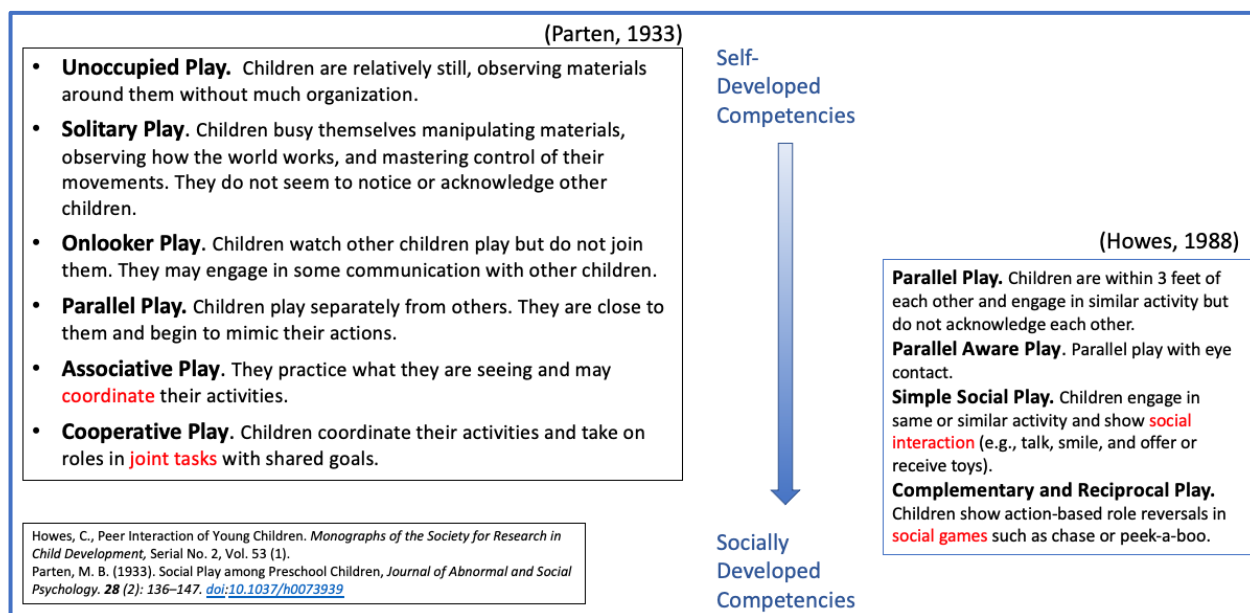 (Parten, 1933)
• Unoccupied Play. Children are relatively still, observing materials
around them without much organization.
• Solitary Play. Children busy themselves manipulating materials,
observing how the world works, and mastering control of their
movements. They do not seem to notice or acknowledge other
children.
• Onlooker Play. Children watch other children play but do not join
them. They may engage in some communication with other children.
• Parallel Play. Children play separately from others. They are close to
them and begin to mimic their actions.
• Associative Play. They practice what they are seeing and may
coordinate their activities.
• Cooperative Play. Children coordinate their activities and take on
roles in joint tasks with shared goals.
Howes, C., Peer Interaction of Young Children. Monographs of the Society for Research in
Child Development, Serial No. 2, Vol. 53 (1).
Parten, M. B. (1933). Social Play among Preschool Children, Journal of Abnormal and Social
Psychology. 28 (2): 136–147. doi:10.1037/h0073939
Self-
Developed
Competencies
Socially
Developed
Competencies
(Howes, 1988)
Parallel Play. Children are within 3 feet of
each other and engage in similar activity but
do not acknowledge each other.
Parallel Aware Play. Parallel play with eye
contact.
Simple Social Play. Children engage in
same or similar activity and show social
interaction (e.g., talk, smile, and offer or
receive toys).
Complementary and Reciprocal Play.
Children show action-based role reversals in
social games such as chase or peek-a-boo.